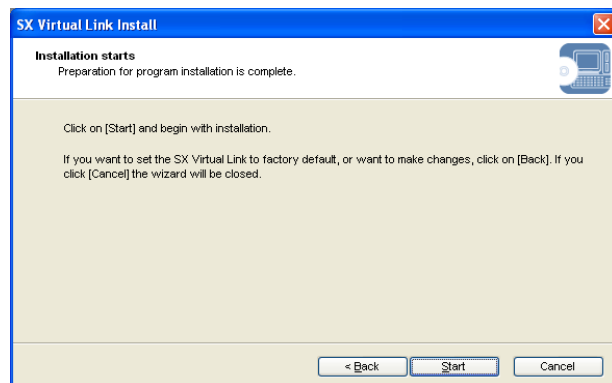 SX Virtual Link Install
Installation starts
Preparation for program installation is complete.
Click on [Start] and begin with installation.
If you want to set the SX Virtual Link to factory default, or want to make changes, click on [Back]. If you
click [Cancel] the wizard will be closed.
< Back Start Cancel